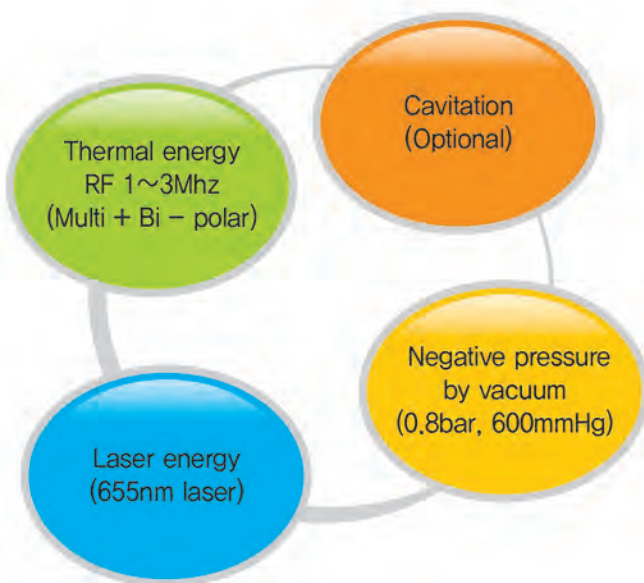 Cavitation
(Optional)
Thermal energy
RF 1~3Mhz
(Multi + Bi - polar)
Negative pressure
by vacuum
(0.8bar, 600mmHg)
Laser energy
(655nm laser)